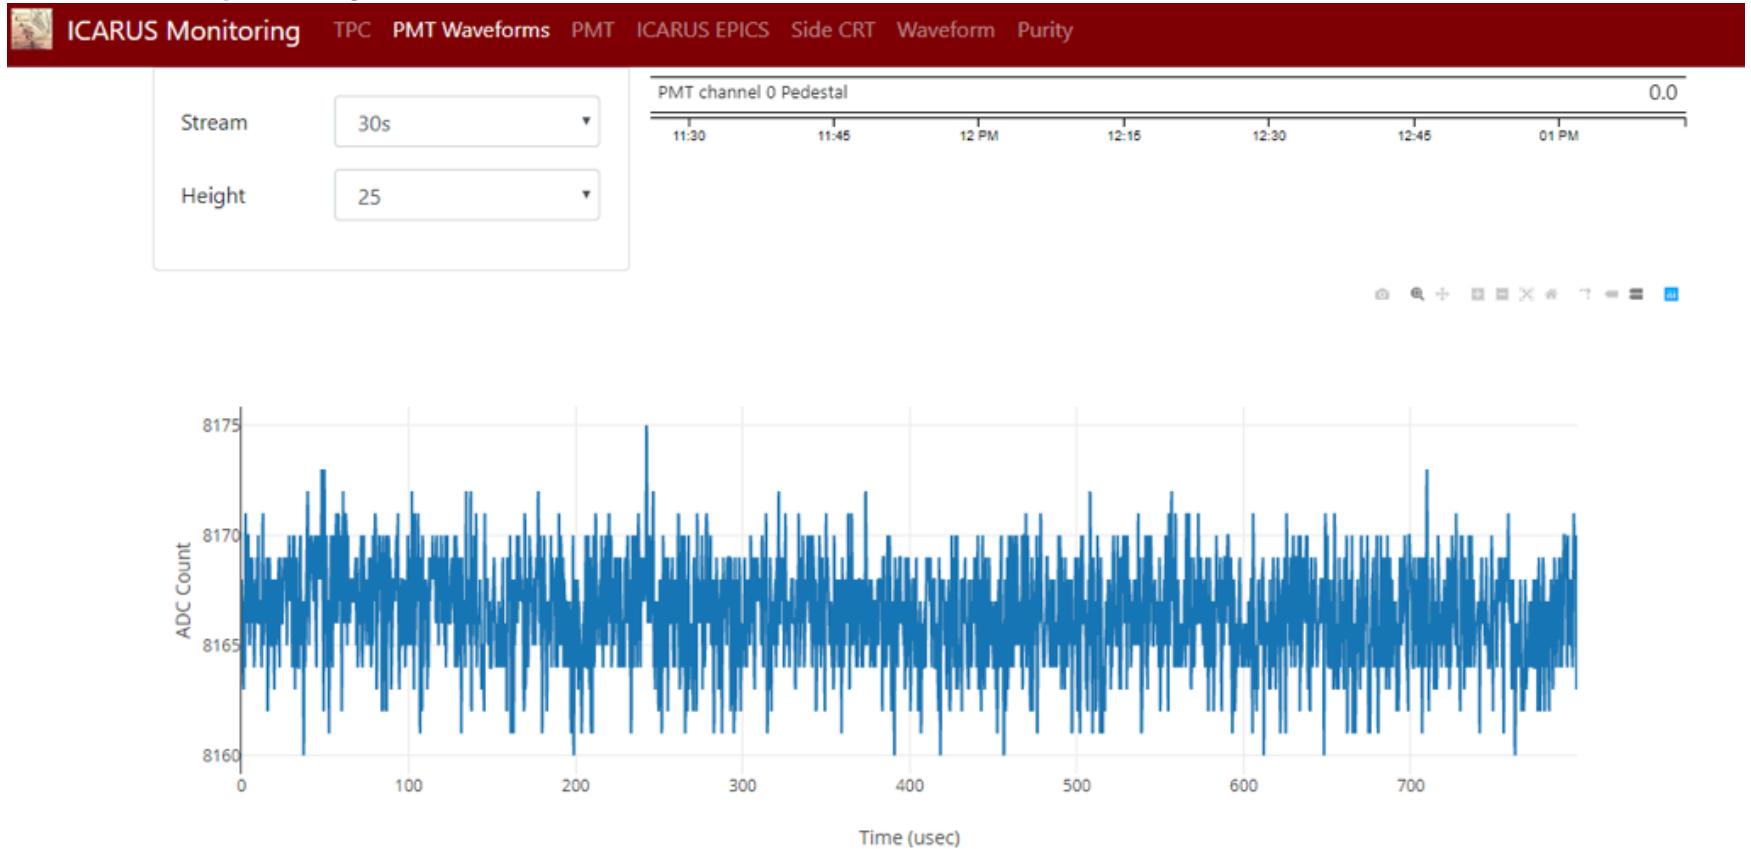 ICARUS Monitoring TPC PMT Waveforms PMT ICARUS EPICS Side CRT Waveform Purity
Stream 30s
Height 25
PMT channel 0 Pedestal 0.0
11:30 11:45 12 PM 12:15 12:30 12:45 01 PM
8175
8170
8165
8160
ADC Count
0 100 200 300 400 500 600 700
Time (usec)